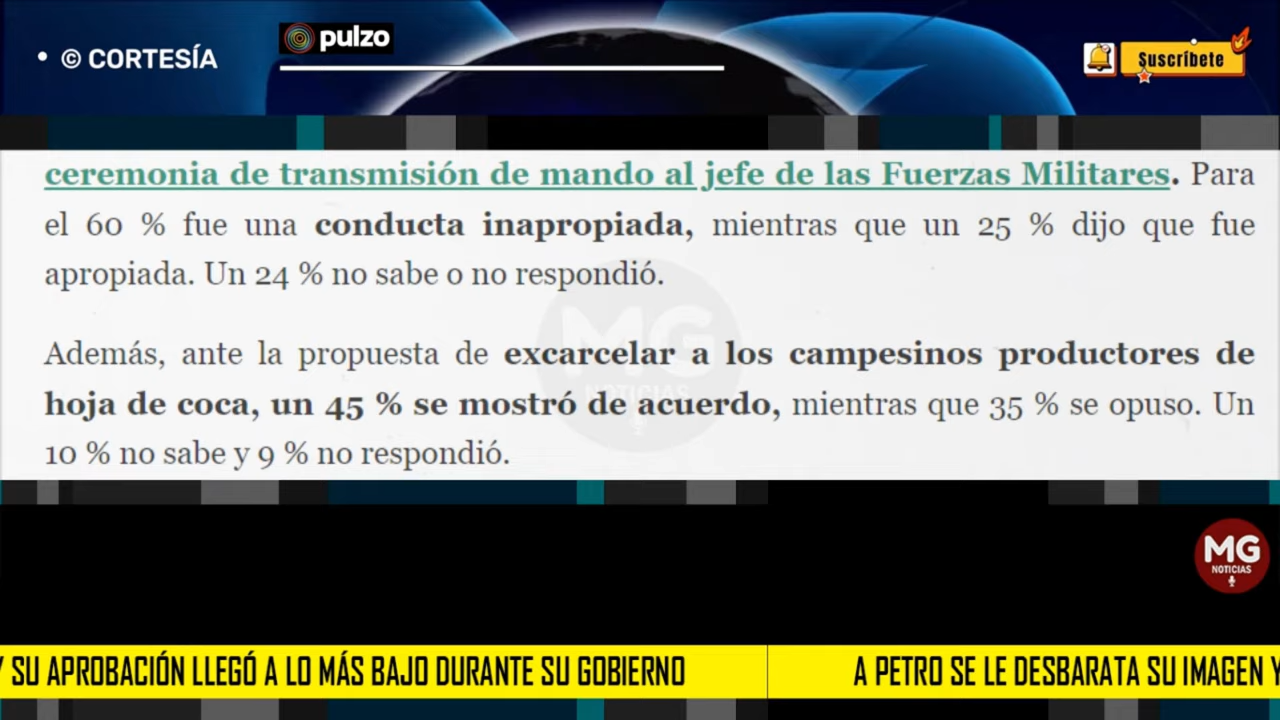 • © CORTESÍA
pulzo
Suscríbete
ceremonia de transmisión de mando al jefe de las Fuerzas Militares. Para
el 60 % fue una conducta inapropiada, mientras que un 25 % dijo que fue
apropiada. Un 24 % no sabe o no respondió.
Además, ante la propuesta de excarcelar a los campesinos productores de
hoja de coca, un 45 % se mostró de acuerdo, mientras que 35 % se opuso. Un
10 % no sabe y 9 % no respondió.
MG
NOTICIAS
MG
NOTICIAS
Y SU APROBACIÓN LLEGÓ A LO MÁS BAJO DURANTE SU GOBIERNO
A PETRO SE LE DESBARATA SU IMAGEN Y